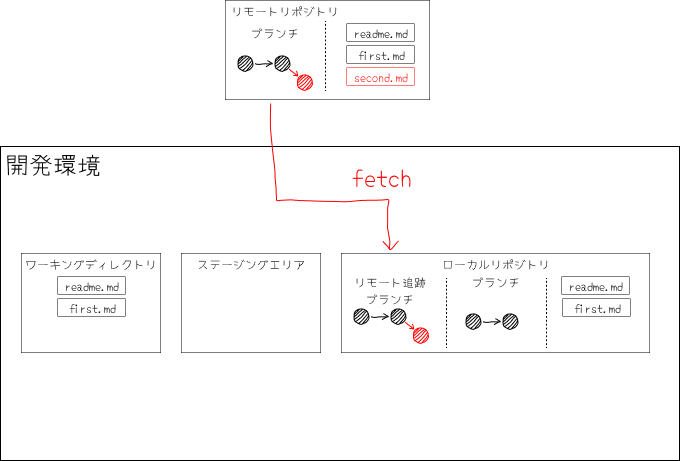 リモートリポジトリ
ブランチ
readme.md
first.md
second.md
開発環境
fetch
ワーキングディレクトリ
readme.md
first.md
ステージングエリア
ローカルリポジトリ
リモート追跡
ブランチ
ブランチ
readme.md
first.md